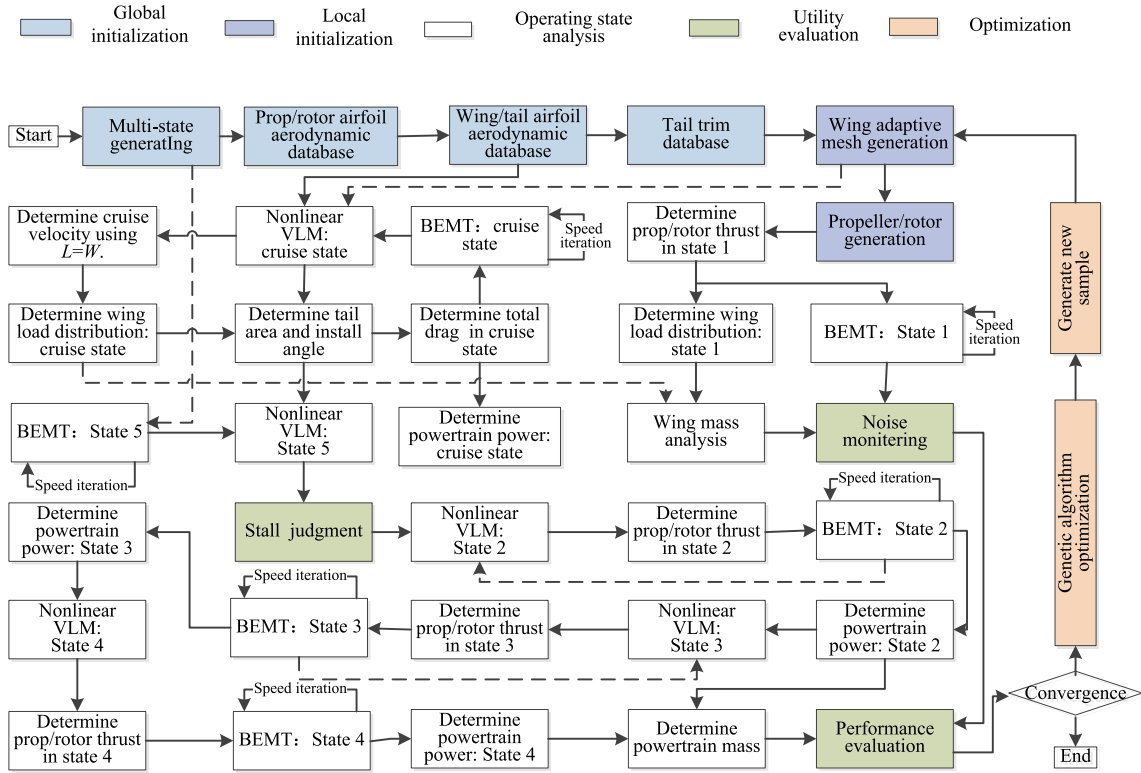 Global
initialization
Local
initialization
Operating state
analysis
Utility
evaluation
Optimization
Start
Multi-state
generatIng
Prop/rotor airfoil
aerodynamic
database
Wing/tail airfoil
aerodynamic
database
Tail trim
database
Wing adaptive
mesh generation
Determine cruise
velocity using
L=W.
Nonlinear
VLM:
cruise state
BEMT：cruise
state
Speed
iteration
Determine
prop/rotor thrust
in state 1
Propeller/rotor
generation
Generate new
sample
Determine wing
load distribution:
cruise state
Determine tail
area and install
angle
Determine total
drag in cruise
state
Determine wing
load distribution:
state 1
BEMT：State 1
Speed
iteration
BEMT：State 5
Speed iteration
Nonlinear
VLM:
State 5
Determine
powertrain power:
cruise state
Wing mass
analysis
Noise
monitering
Genetic algorithm
optimization
Determine
powertrain
power: State 3
Stall judgment
Nonlinear
VLM:
State 2
Determine
prop/rotor
thrust in state 2
Speed iteration
BEMT：State 2
Nonlinear
VLM:
State 4
Speed iteration
BEMT：State 3
Determine
prop/rotor thrust
in state 3
Nonlinear
VLM:
State 3
Determine
powertrain
power: State 2
Convergence
Determine
prop/rotor thrust
in state 4
Speed iteration
BEMT：State 4
Determine
powertrain
power: State 4
Determine
powertrain mass
Performance
evaluation
End